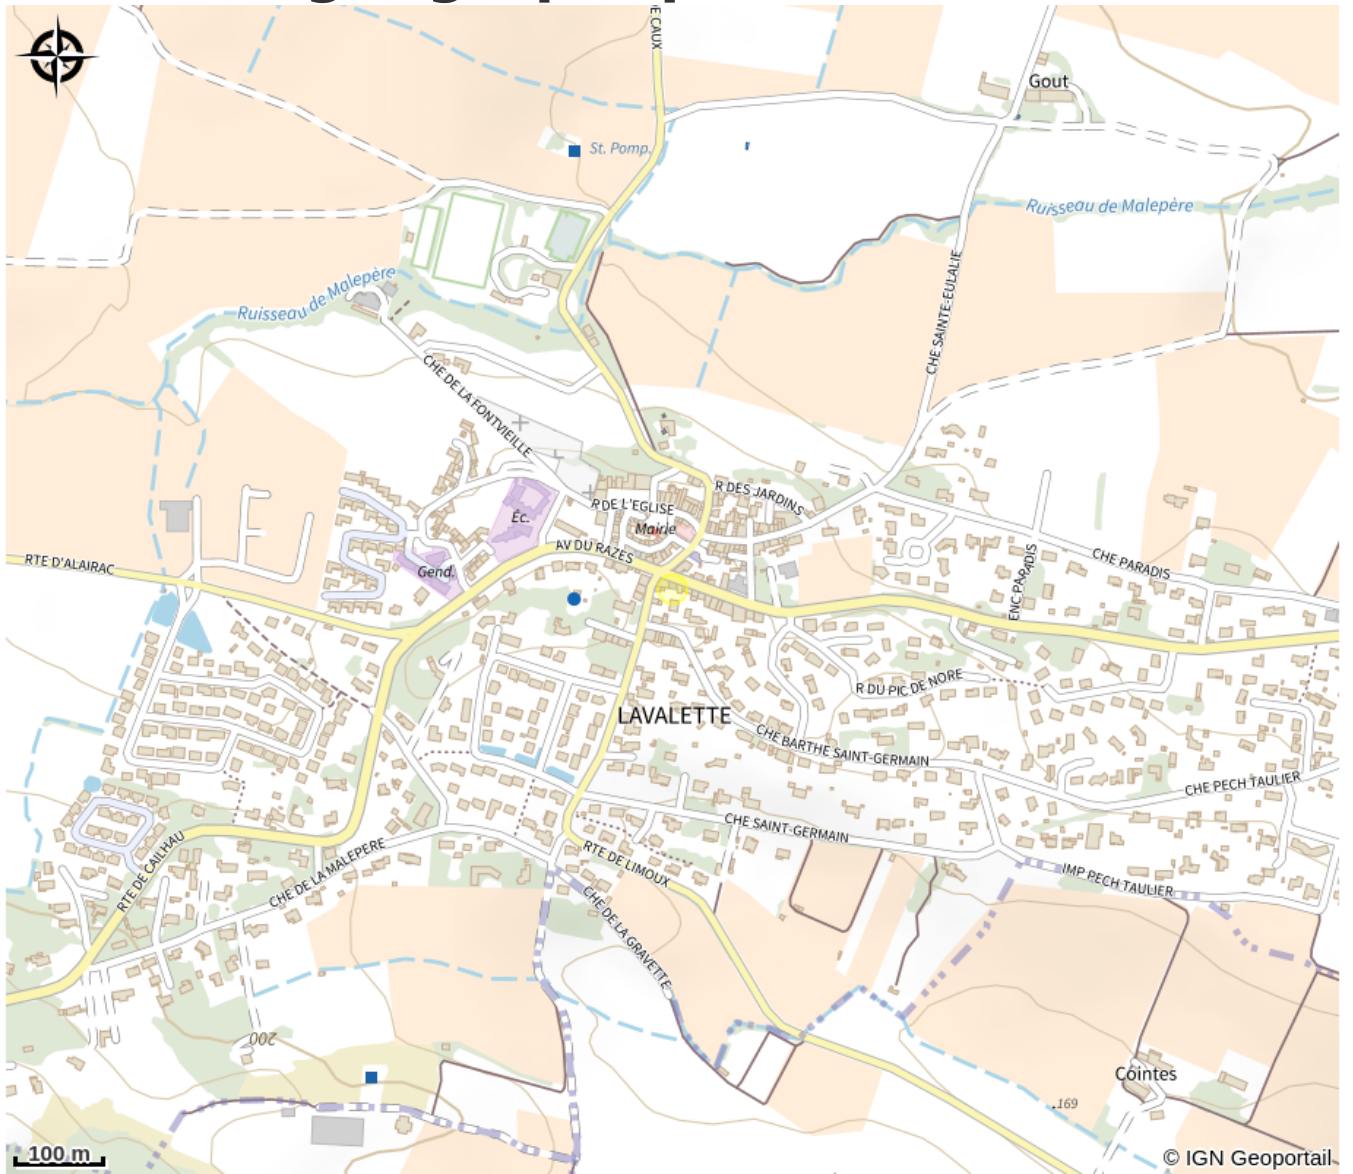 E CAUX
Gout
St. Pomp.
Ruisseau de Malepère
Ruisseau de Malepère
CHE SAINTE-EULALIE
CHE DE LA FONTVIEILLE
R DES JARDINS
R DE L'EGLISE
Éc.
Mairie
AV DU RAZES
RTE D'ALAIRAC
Gend.
CHE PARADIS
ENC PARADIS
R DU PIC DE NORE
LAVALETTE
CHE BARTHE SAINT-GERMAIN
CHE PECH TAULIER
CHE SAINT-GERMAIN
RTE DE CAILHAU
CHE DE LA MALEPERE
RTE DE LIMOUX
IMP PECH TAULIER
CHE DE LA GRAVETTE
200
Cointes
.169
100 m
© IGN Geoportail